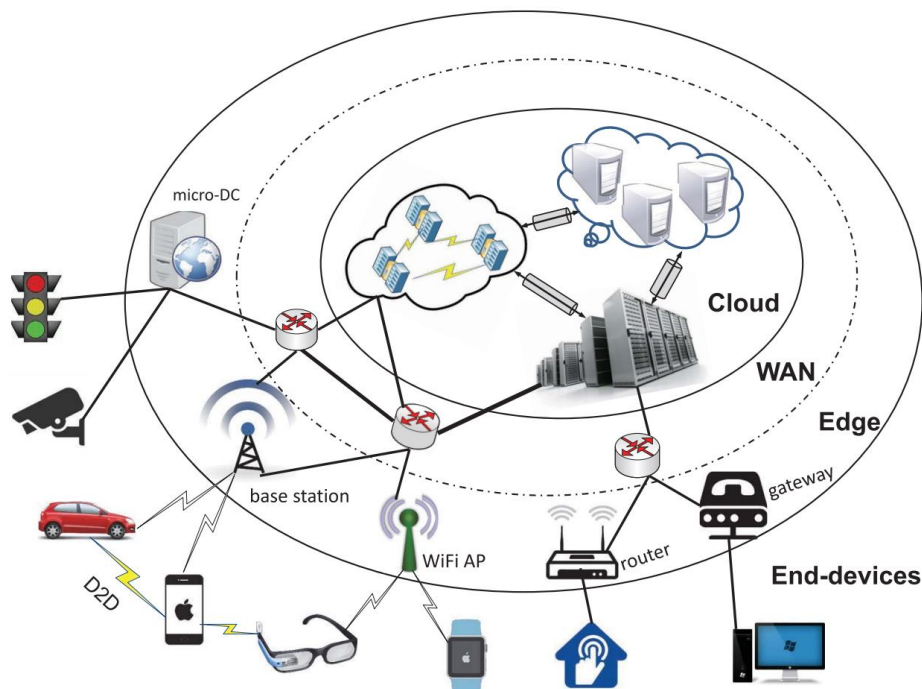 micro-DC
Cloud
WAN
Edge
gateway
base station
WiFi AP
router
D2D
End-devices